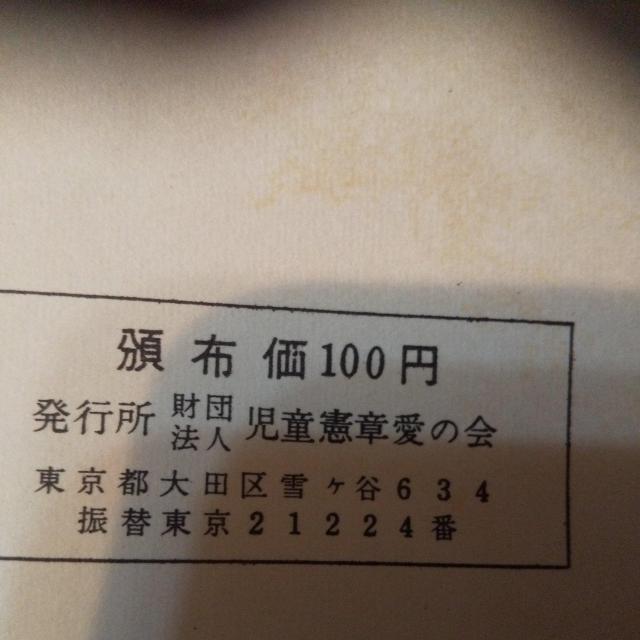 頒布価100円
発行所 財団法人 児童憲章愛の会
東京都大田区雪ヶ谷634
振替東京21224番